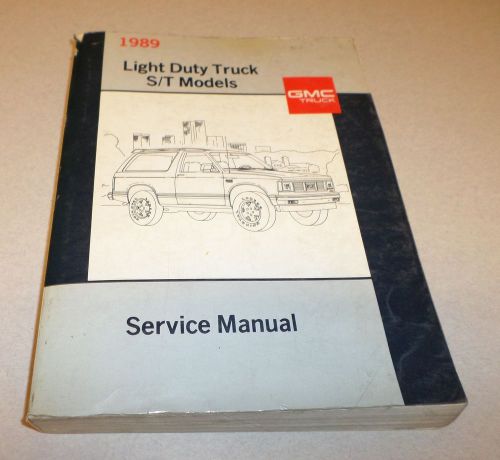 1989
Light Duty Truck
S/T Models
GMC
TRUCK
Service Manual